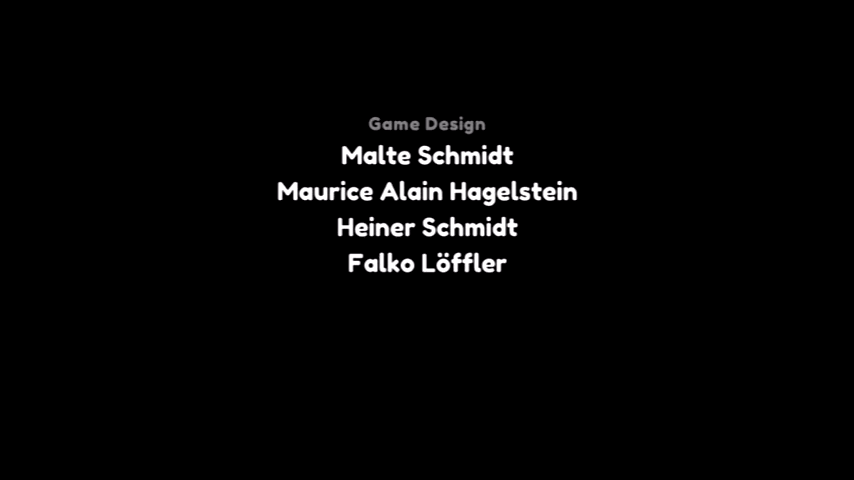 Game Design
Malte Schmidt
Maurice Alain Hagelstein
Heiner Schmidt
Falko Löffler